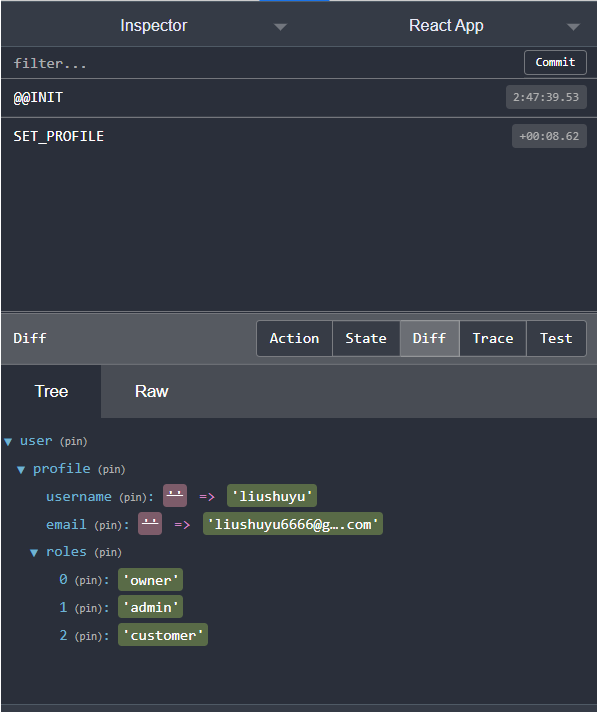 Inspector React App
filter... Commit
@@INIT 2:47:39.53
SET_PROFILE +00:08.62
Diff Action State Diff Trace Test
Tree Raw
user (pin)
profile (pin)
username (pin): '' => 'liushuyu'
email (pin): '' => 'liushuyu6666@g….com'
roles (pin)
0 (pin): 'owner'
1 (pin): 'admin'
2 (pin): 'customer'